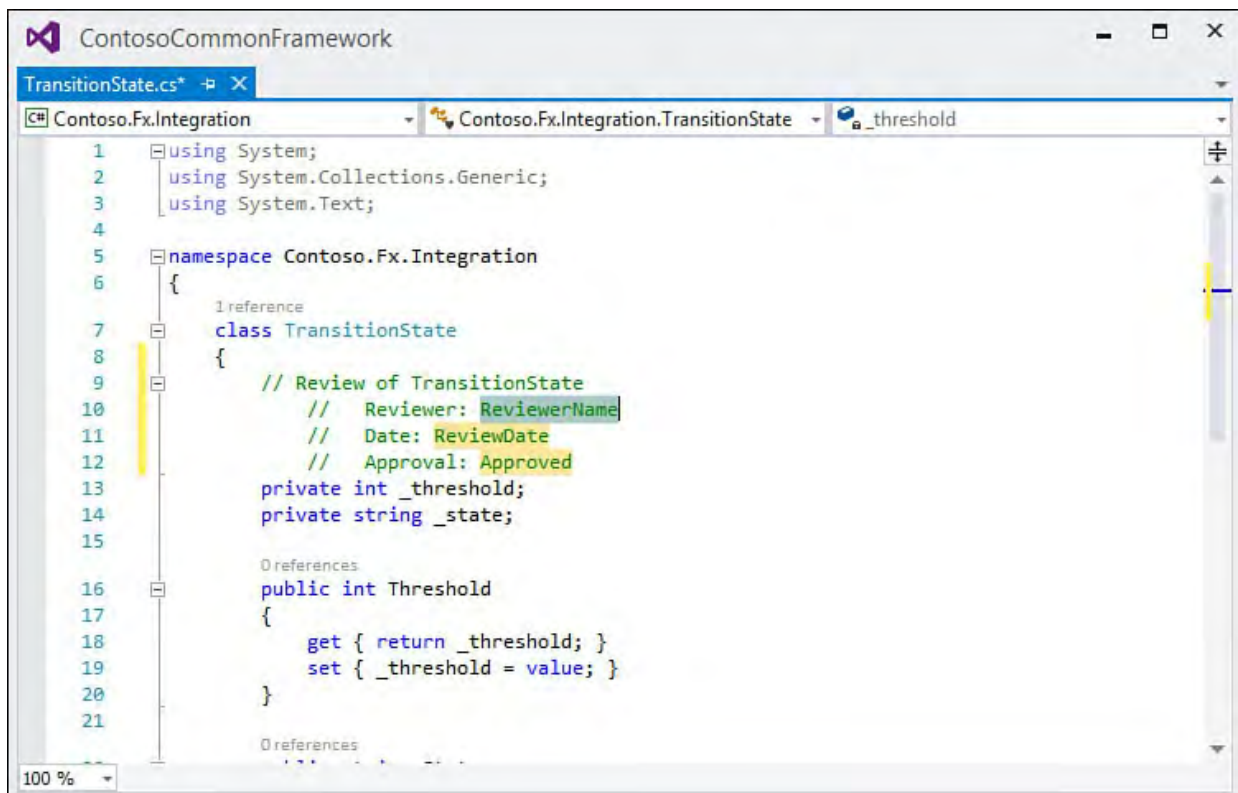 ContosoCommonFramework
TransitionState.cs*
C# Contoso.Fx.Integration Contoso.Fx.Integration.TransitionState _threshold
1 using System;
2 using System.Collections.Generic;
3 using System.Text;
4
5 namespace Contoso.Fx.Integration
6 {
1 reference
7 class TransitionState
8 {
9 // Review of TransitionState
10 // Reviewer: ReviewerName
11 // Date: ReviewDate
12 // Approval: Approved
13 private int _threshold;
14 private string _state;
15
0 references
16 public int Threshold
17 {
18 get { return _threshold; }
19 set { _threshold = value; }
20 }
21
0 references
100 %